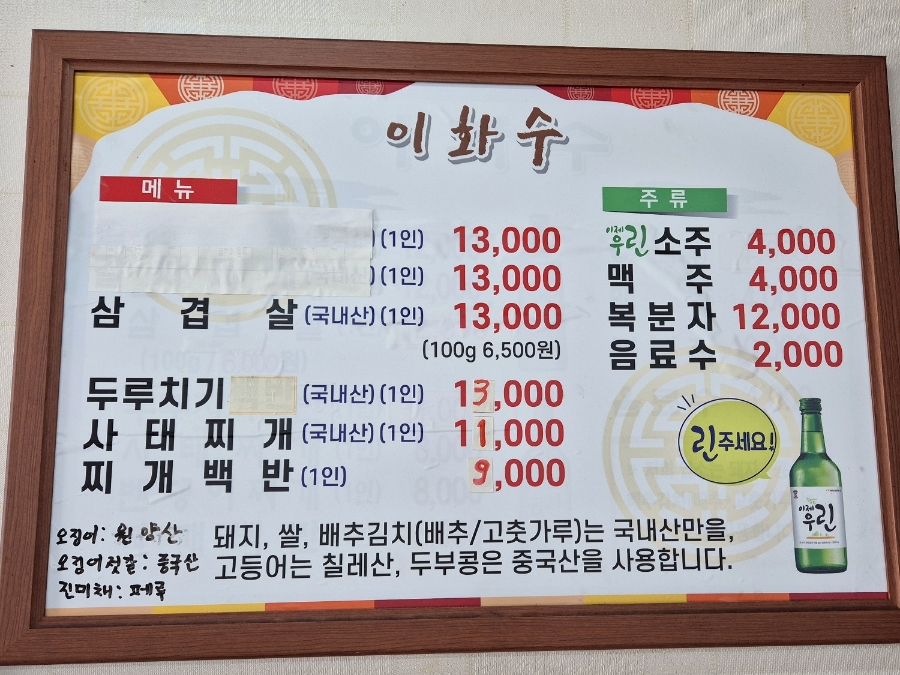 이화수
메뉴
(1인) 13,000
(1인) 13,000
삼겹살(국내산)(1인) 13,000
(100g 6,500원)
두루치기 (국내산)(1인) 13,000
사태찌개(국내산)(1인) 11,000
찌개백반(1인) 9,000
주류
이제우린소주 4,000
맥주 4,000
복분자 12,000
음료수 2,000
린주세요!
이제우린
오징어: 원양산
오징어젓갈: 중국산
진미채: 페루
돼지, 쌀, 배추김치(배추/고춧가루)는 국내산만을,
고등어는 칠레산, 두부콩은 중국산을 사용합니다.